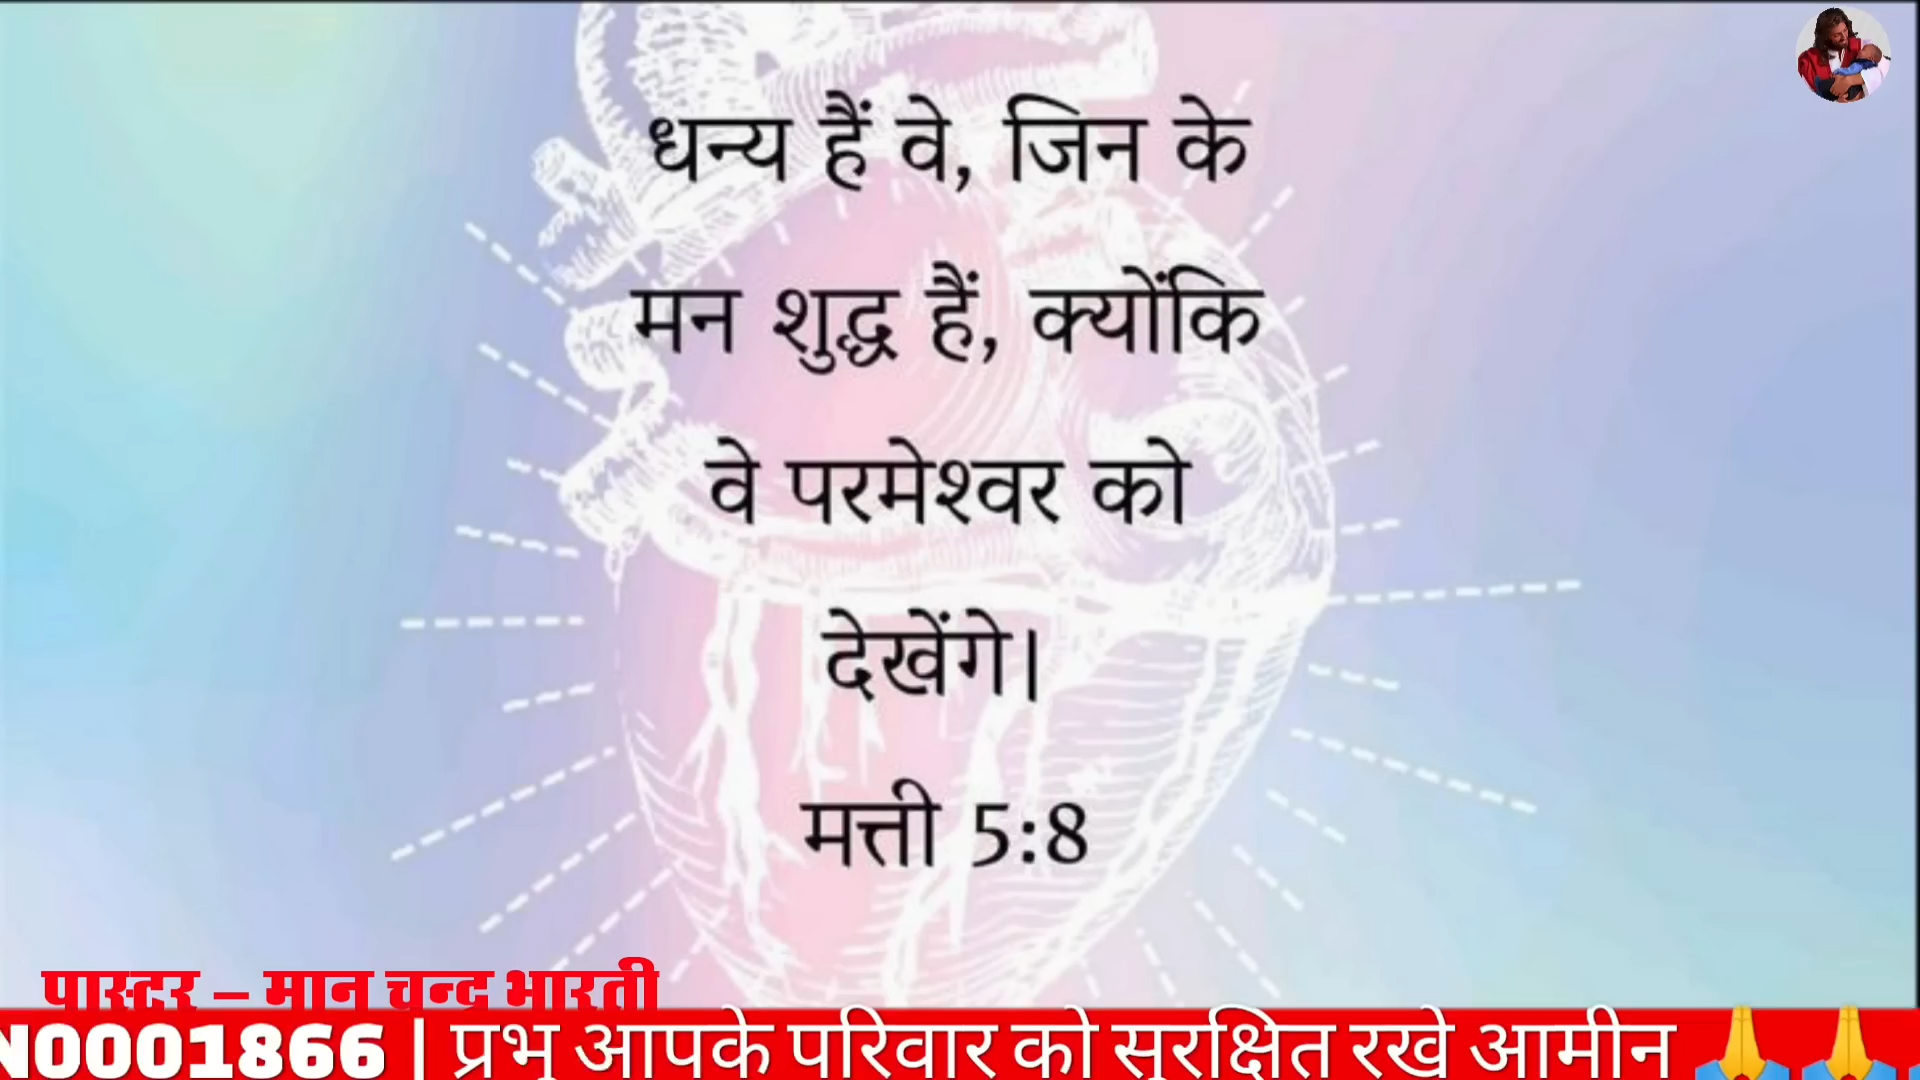 धन्य हैं वे, जिन के
मन शुद्ध हैं, क्योंकि
वे परमेश्वर को
देखेंगे।
मत्ती 5:8
पास्टर – मान चन्द्र भारती
N0001866 | प्रभु आपके परिवार को सुरक्षित रखे आमीन 🙏🙏